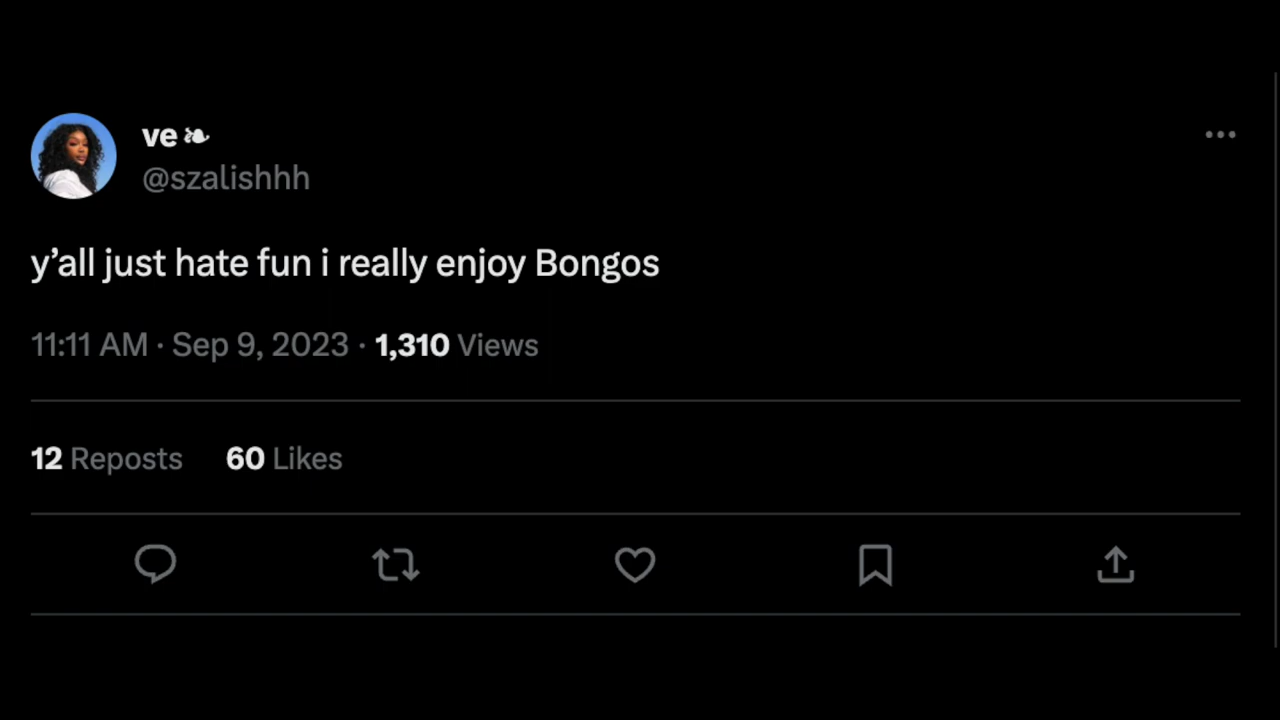 ve ❧
@szalishhh
y’all just hate fun i really enjoy Bongos
11:11 AM · Sep 9, 2023 · 1,310 Views
12 Reposts 60 Likes